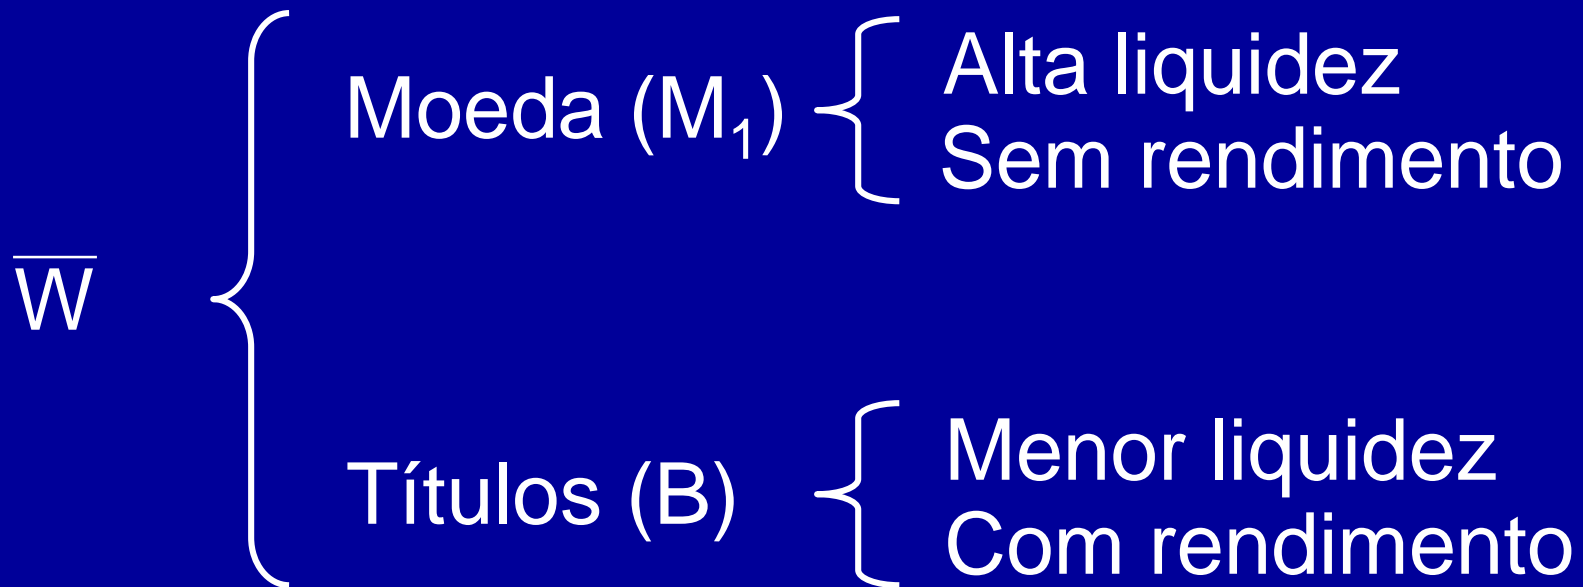 Alta liquidez
Moeda (M₁)
Sem rendimento
W̅
Menor liquidez
Títulos (B)
Com rendimento